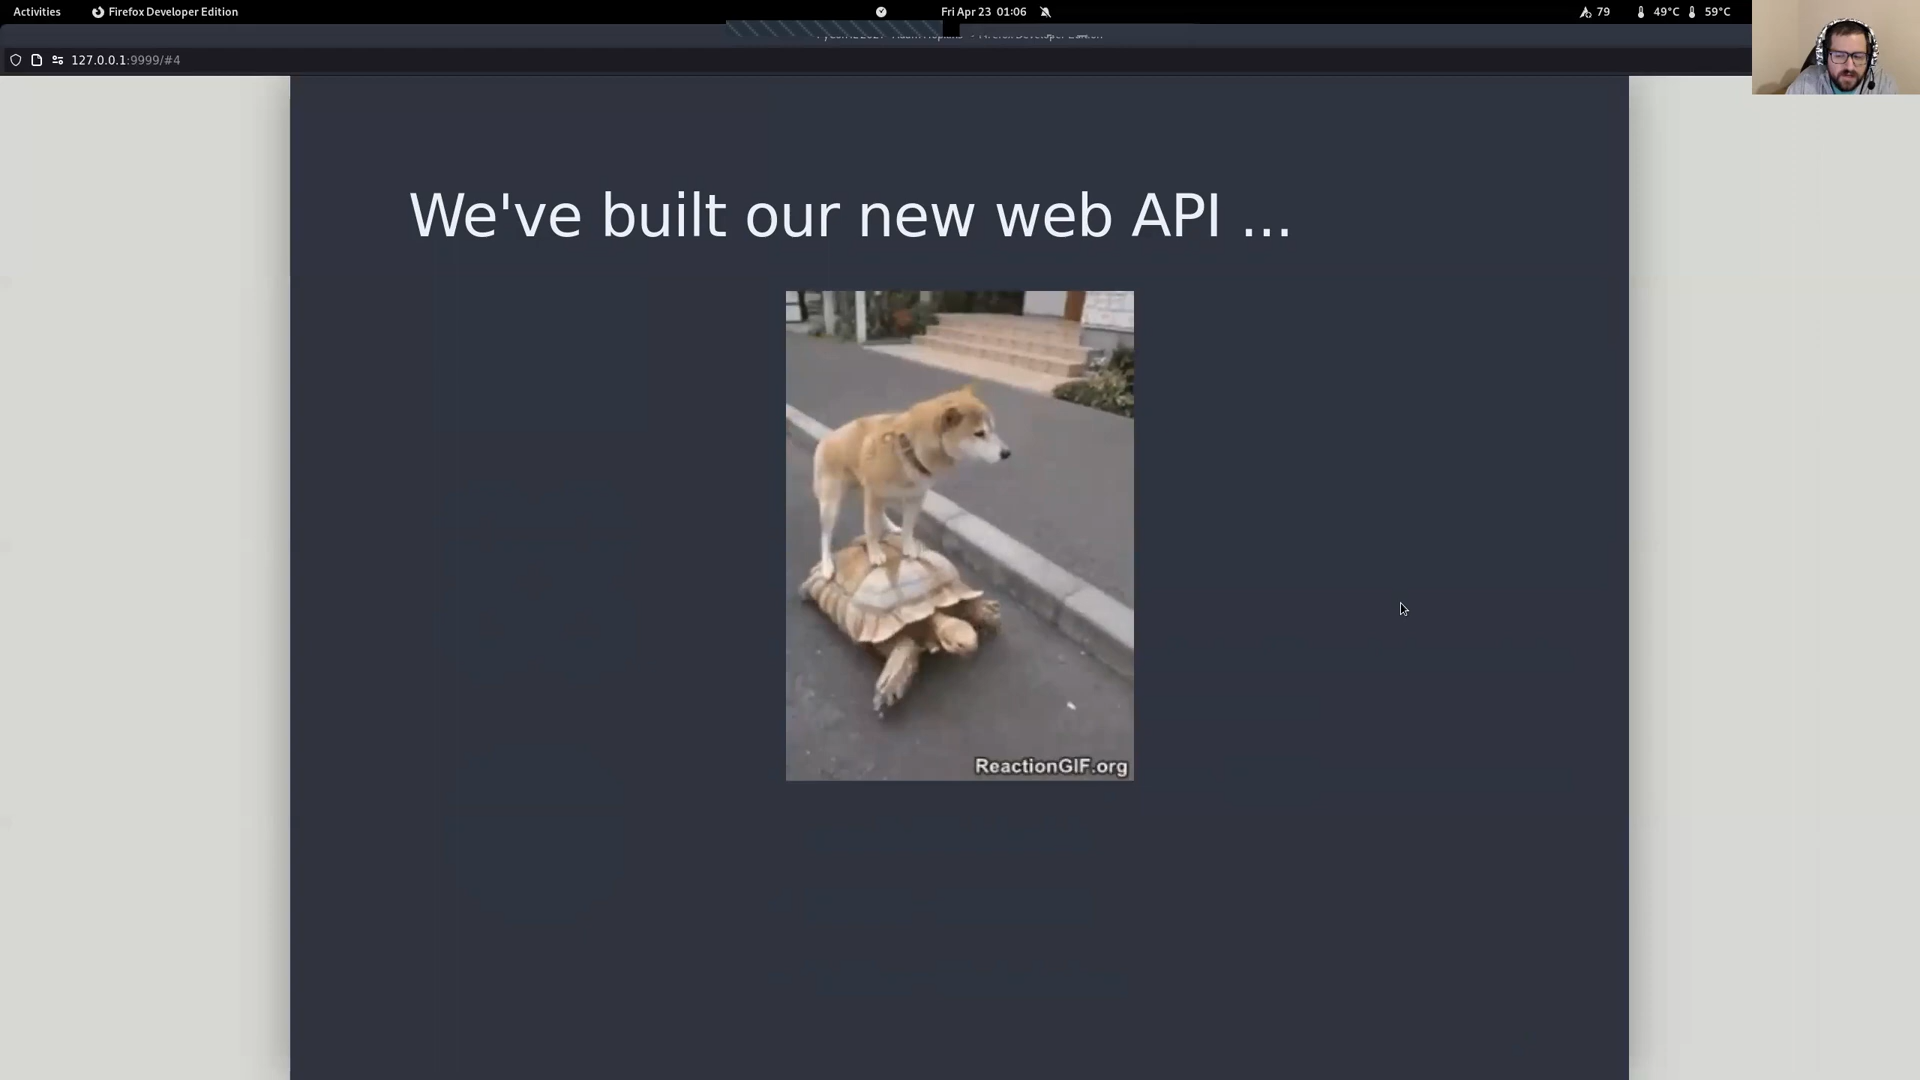 Activities Firefox Developer Edition Fri Apr 23 01:06 79 49°C 59°C
127.0.0.1:9999/#4
We've built our new web API ...
ReactionGIF.org